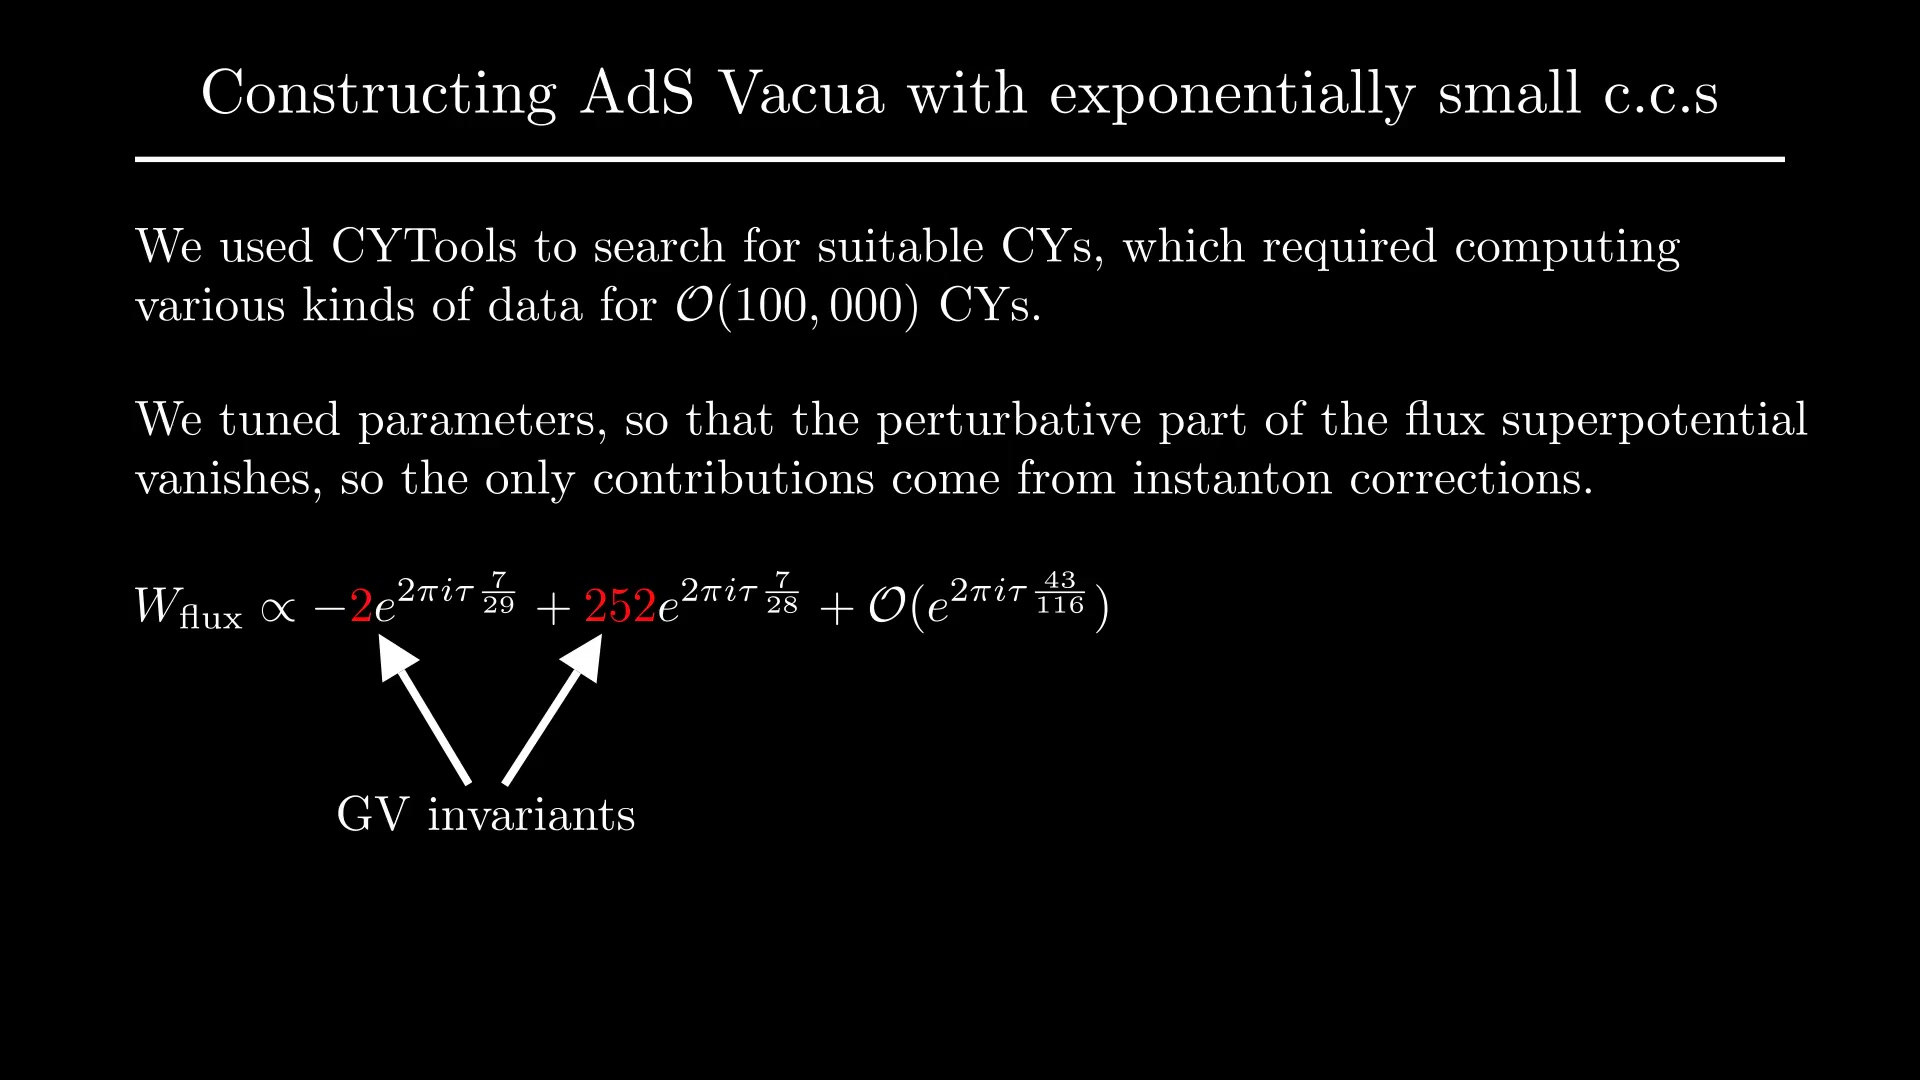 Constructing AdS Vacua with exponentially small c.c.s
We used CYTools to search for suitable CYs, which required computing
various kinds of data for $\mathcal{O}(100,000)$ CYs.
We tuned parameters, so that the perturbative part of the flux superpotential
vanishes, so the only contributions come from instanton corrections.
$W_{\text{flux}} \propto -2e^{2\pi i\tau\frac{7}{29}} + 252e^{2\pi i\tau\frac{7}{28}} + \mathcal{O}(e^{2\pi i\tau\frac{43}{116}})$
GV invariants